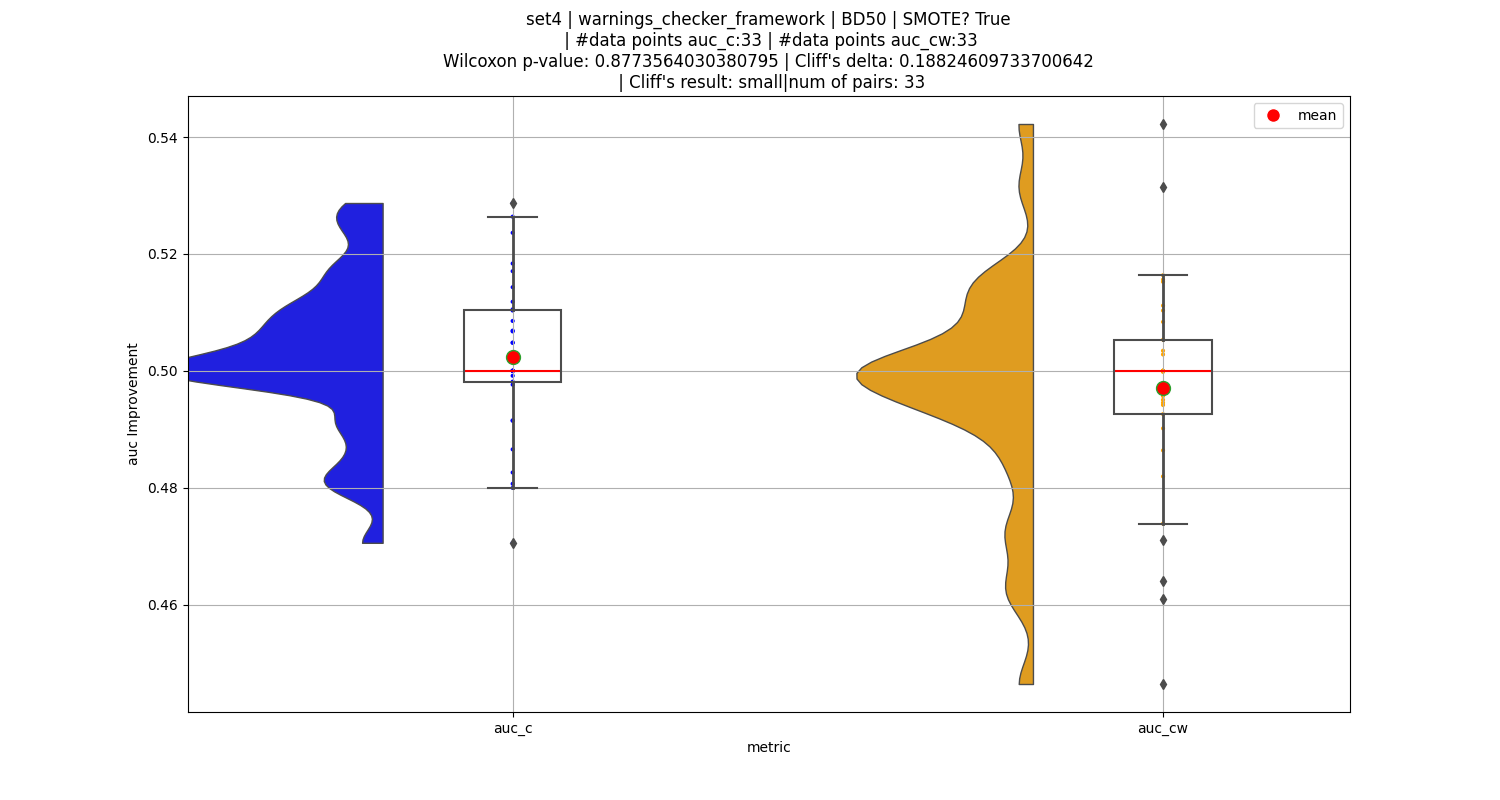 set4 | warnings_checker_framework | BD50 | SMOTE? True
| #data points auc_c:33 | #data points auc_cw:33
Wilcoxon p-value: 0.8773564030380795 | Cliff's delta: 0.18824609733700642
| Cliff's result: small|num of pairs: 33
mean
0.54
0.52
0.50
0.48
0.46
auc Improvement
auc_c
auc_cw
metric